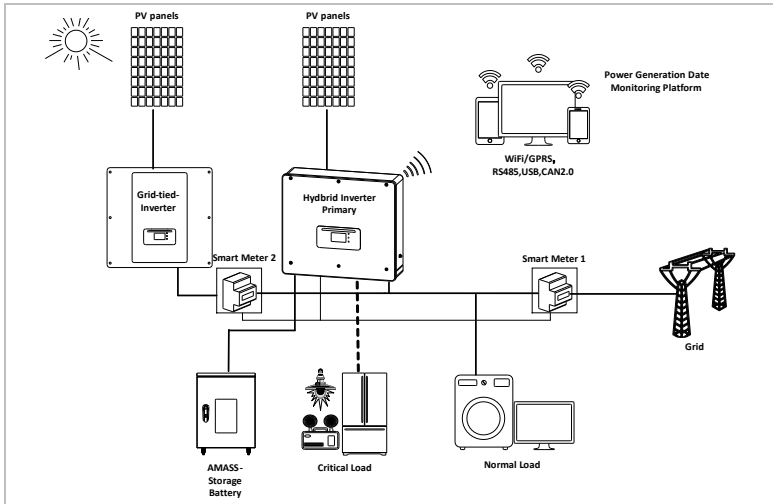 PV panels
PV panels
Power Generation Date
Monitoring Platform
WiFi/GPRS,
RS485,USB,CAN2.0
Grid-tied-
Inverter
Hydbrid Inverter
Primary
Smart Meter 2
Smart Meter 1
Grid
AMASS-
Storage
Battery
Critical Load
Normal Load